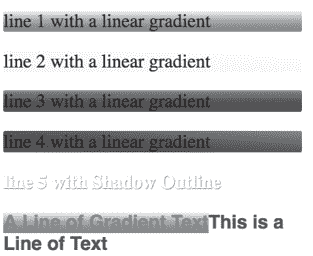 line 1 with a linear gradient
line 2 with a linear gradient
line 3 with a linear gradient
line 4 with a linear gradient
line 5 with Shadow Outline
A Line of Gradient TextThis is a
Line of Text